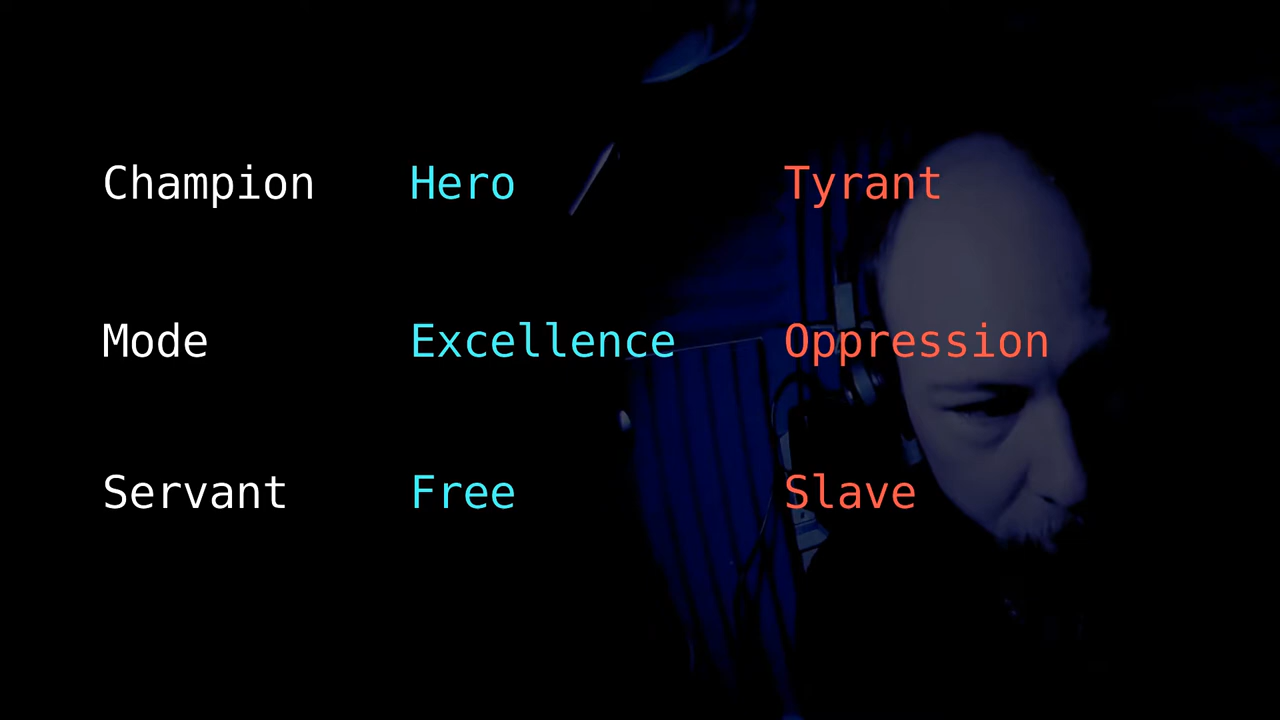 Champion Hero Tyrant
Mode Excellence Oppression
Servant Free Slave